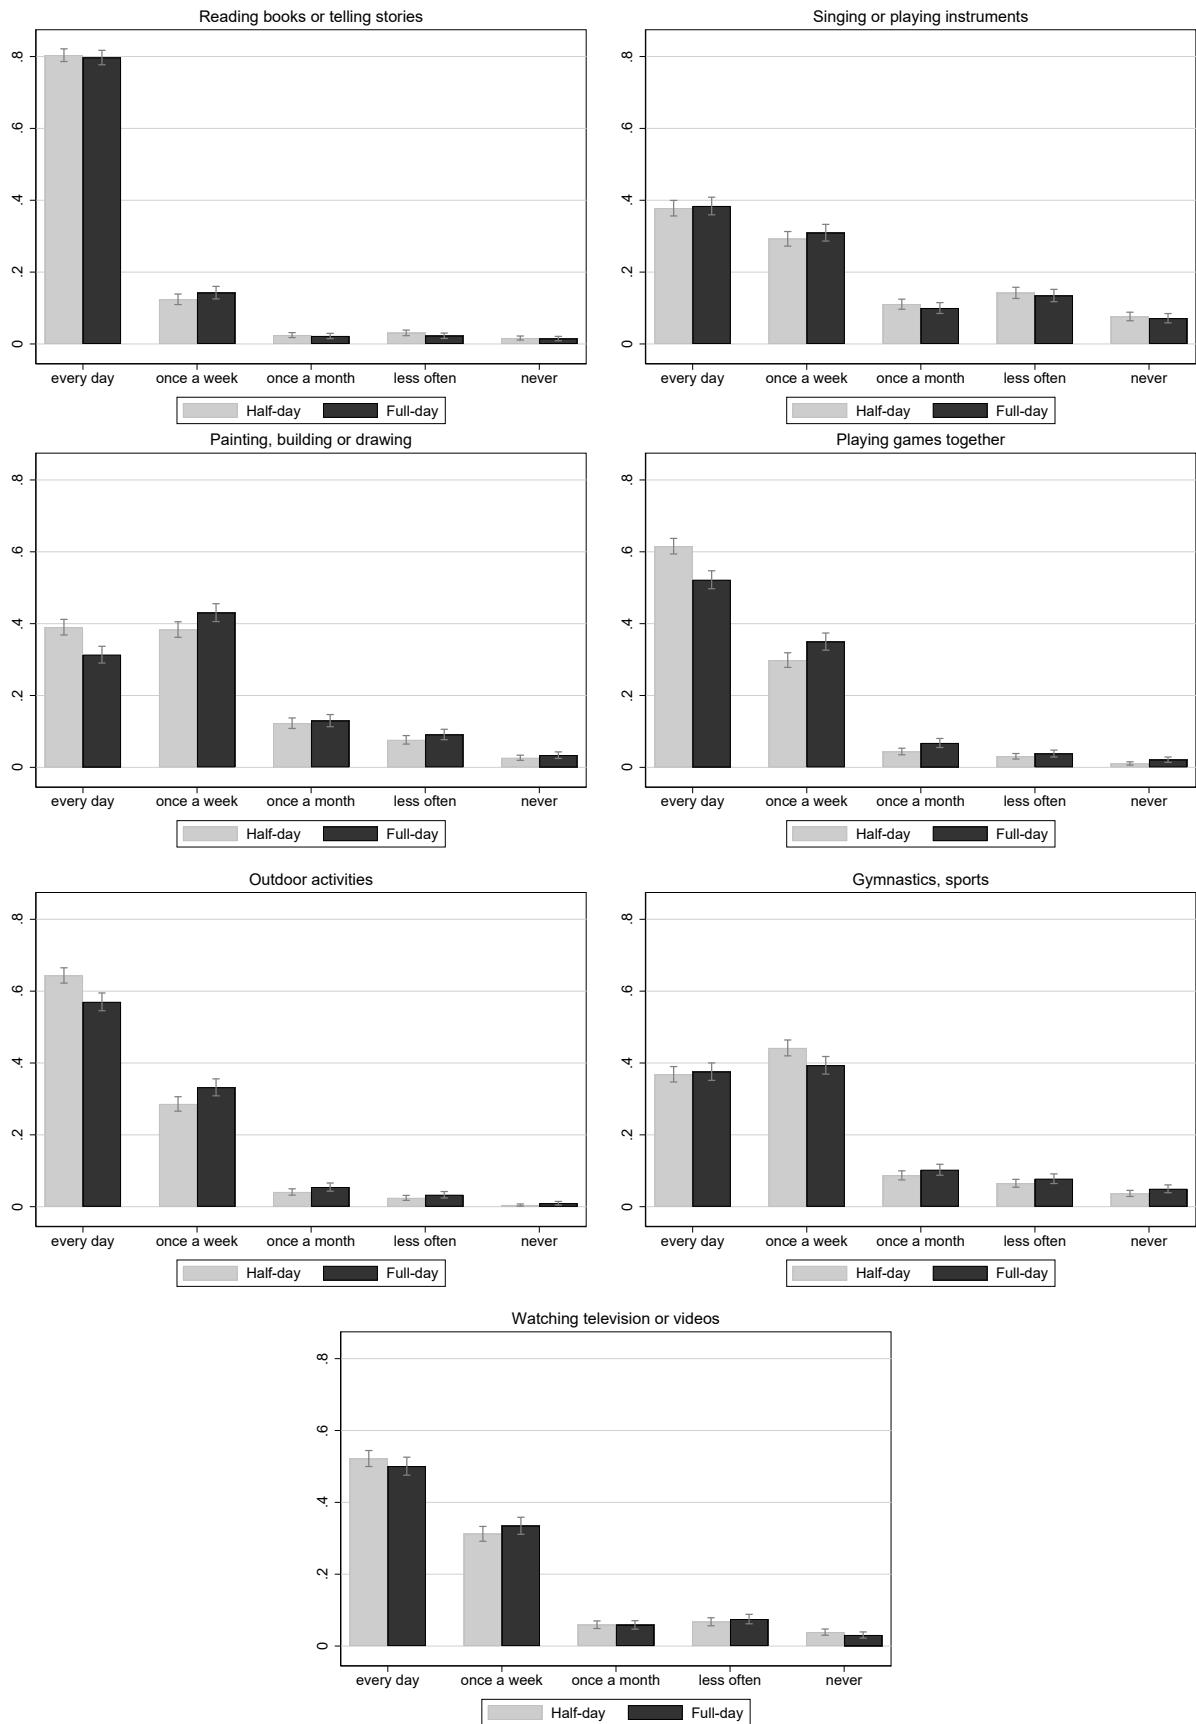 Reading books or telling stories
.8
.6
.4
.2
0
every day once a week once a month less often never
Half-day Full-day
Singing or playing instruments
.8
.6
.4
.2
0
every day once a week once a month less often never
Half-day Full-day
Painting, building or drawing
.8
.6
.4
.2
0
every day once a week once a month less often never
Half-day Full-day
Playing games together
.8
.6
.4
.2
0
every day once a week once a month less often never
Half-day Full-day
Outdoor activities
.8
.6
.4
.2
0
every day once a week once a month less often never
Half-day Full-day
Gymnastics, sports
.8
.6
.4
.2
0
every day once a week once a month less often never
Half-day Full-day
Watching television or videos
.8
.6
.4
.2
0
every day once a week once a month less often never
Half-day Full-day